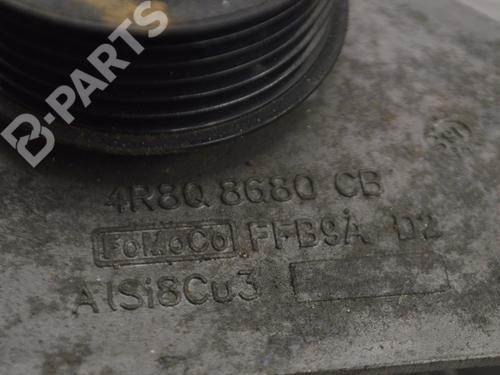 B-PARTS
4R8Q 8680 CB
FoMoCo FFB9A D2
AlSi8Cu3